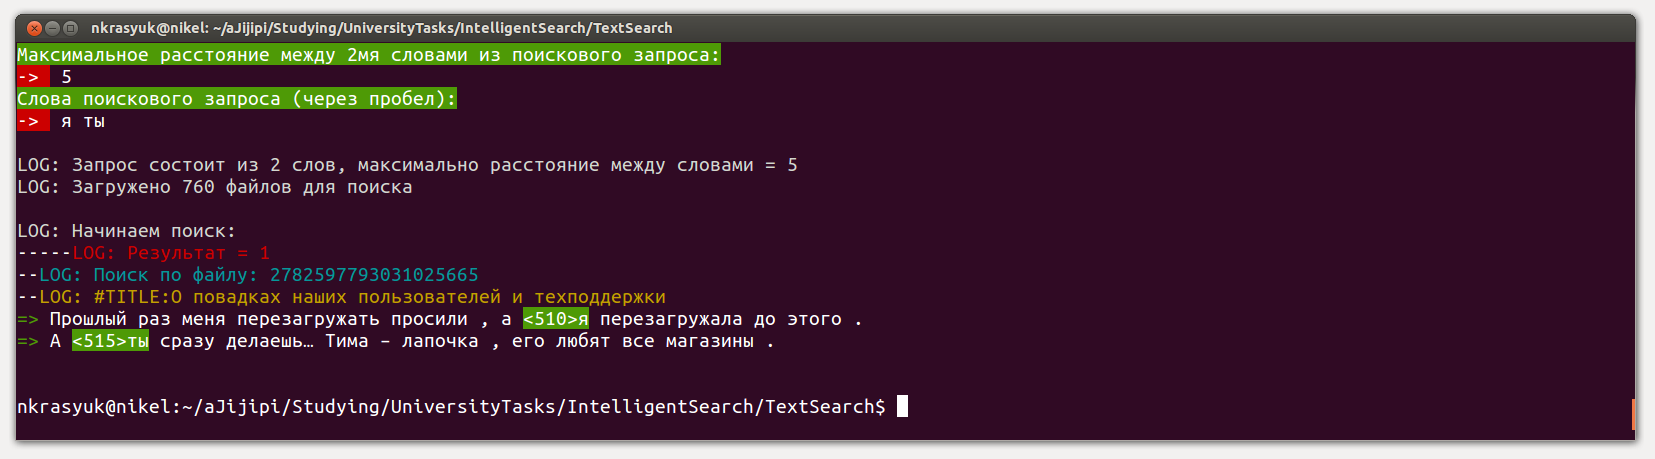 nkrasyuk@nikel: ~/aJijipi/Studying/UniversityTasks/IntelligentSearch/TextSearch
Максимальное расстояние между 2мя словами из поискового запроса:
-> 5
Слова поискового запроса (через пробел):
-> я ты
LOG: Запрос состоит из 2 слов, максимально расстояние между словами = 5
LOG: Загружено 760 файлов для поиска
LOG: Начинаем поиск:
-----LOG: Результат = 1
--LOG: Поиск по файлу: 2782597793031025665
--LOG: #TITLE:О повадках наших пользователей и техподдержки
=> Прошлый раз меня перезагружать просили , а <510>я перезагружала до этого .
=> А <515>ты сразу делаешь… Тима – лапочка , его любят все магазины .
nkrasyuk@nikel:~/aJijipi/Studying/UniversityTasks/IntelligentSearch/TextSearch$